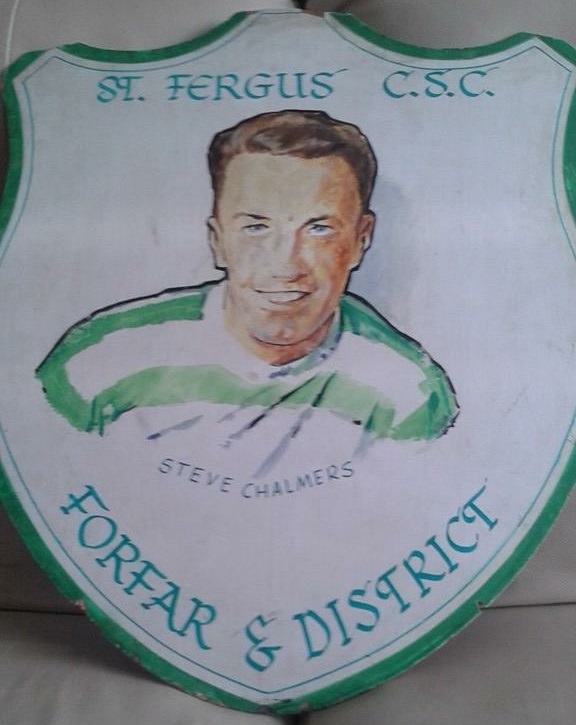 ST. FERGUS C.S.C.
STEVE CHALMERS
FORFAR & DISTRICT